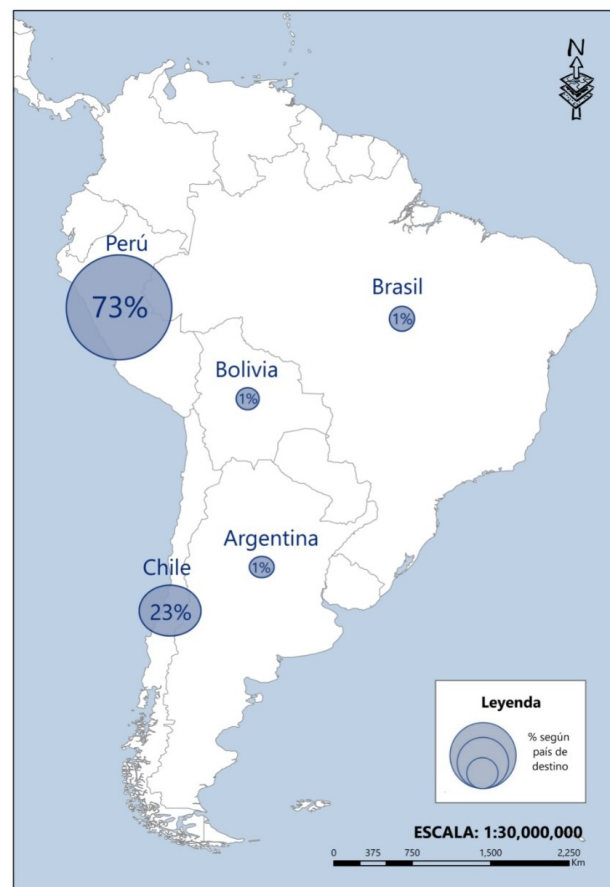 N
Perú
73%
Brasil
1%
Bolivia
1%
Argentina
1%
Chile
23%
Leyenda
% según
país de
destino
ESCALA: 1:30,000,000
0 375 750 1,500 2,250
Km